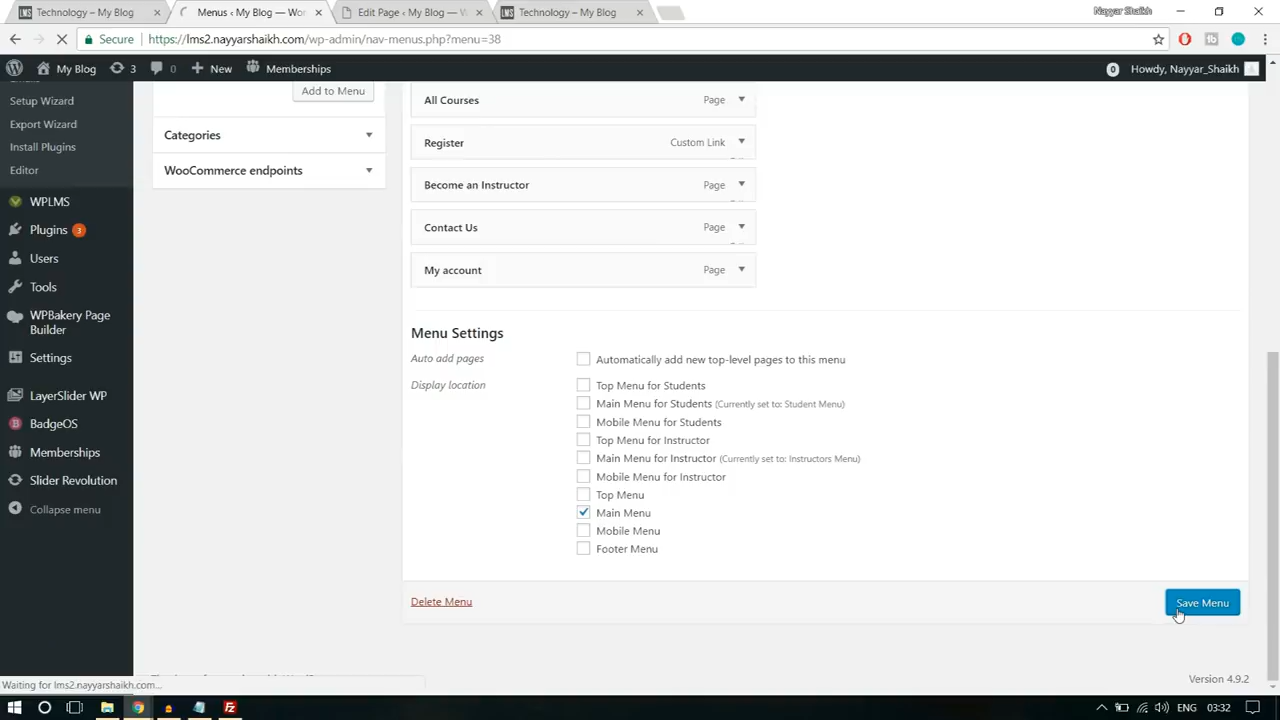 Technology – My Blog
Menus ‹ My Blog — Wor
Edit Page ‹ My Blog — W
Technology – My Blog
Nayyar Shaikh
Secure
https://lms2.nayyarshaikh.com/wp-admin/nav-menus.php?menu=38
My Blog
3
0
New
Memberships
0
Howdy, Nayyar_Shaikh
Setup Wizard
Export Wizard
Install Plugins
Editor
WPLMS
Plugins 3
Users
Tools
WPBakery Page
Builder
Settings
LayerSlider WP
BadgeOS
Memberships
Slider Revolution
Collapse menu
Add to Menu
Categories
WooCommerce endpoints
All Courses Page
Register Custom Link
Become an Instructor Page
Contact Us Page
My account Page
Menu Settings
Auto add pages
Automatically add new top-level pages to this menu
Display location
Top Menu for Students
Main Menu for Students (Currently set to: Student Menu)
Mobile Menu for Students
Top Menu for Instructor
Main Menu for Instructor (Currently set to: Instructors Menu)
Mobile Menu for Instructor
Top Menu
Main Menu
Mobile Menu
Footer Menu
Delete Menu
Save Menu
Version 4.9.2
Waiting for lms2.nayyarshaikh.com...
ENG
03:32